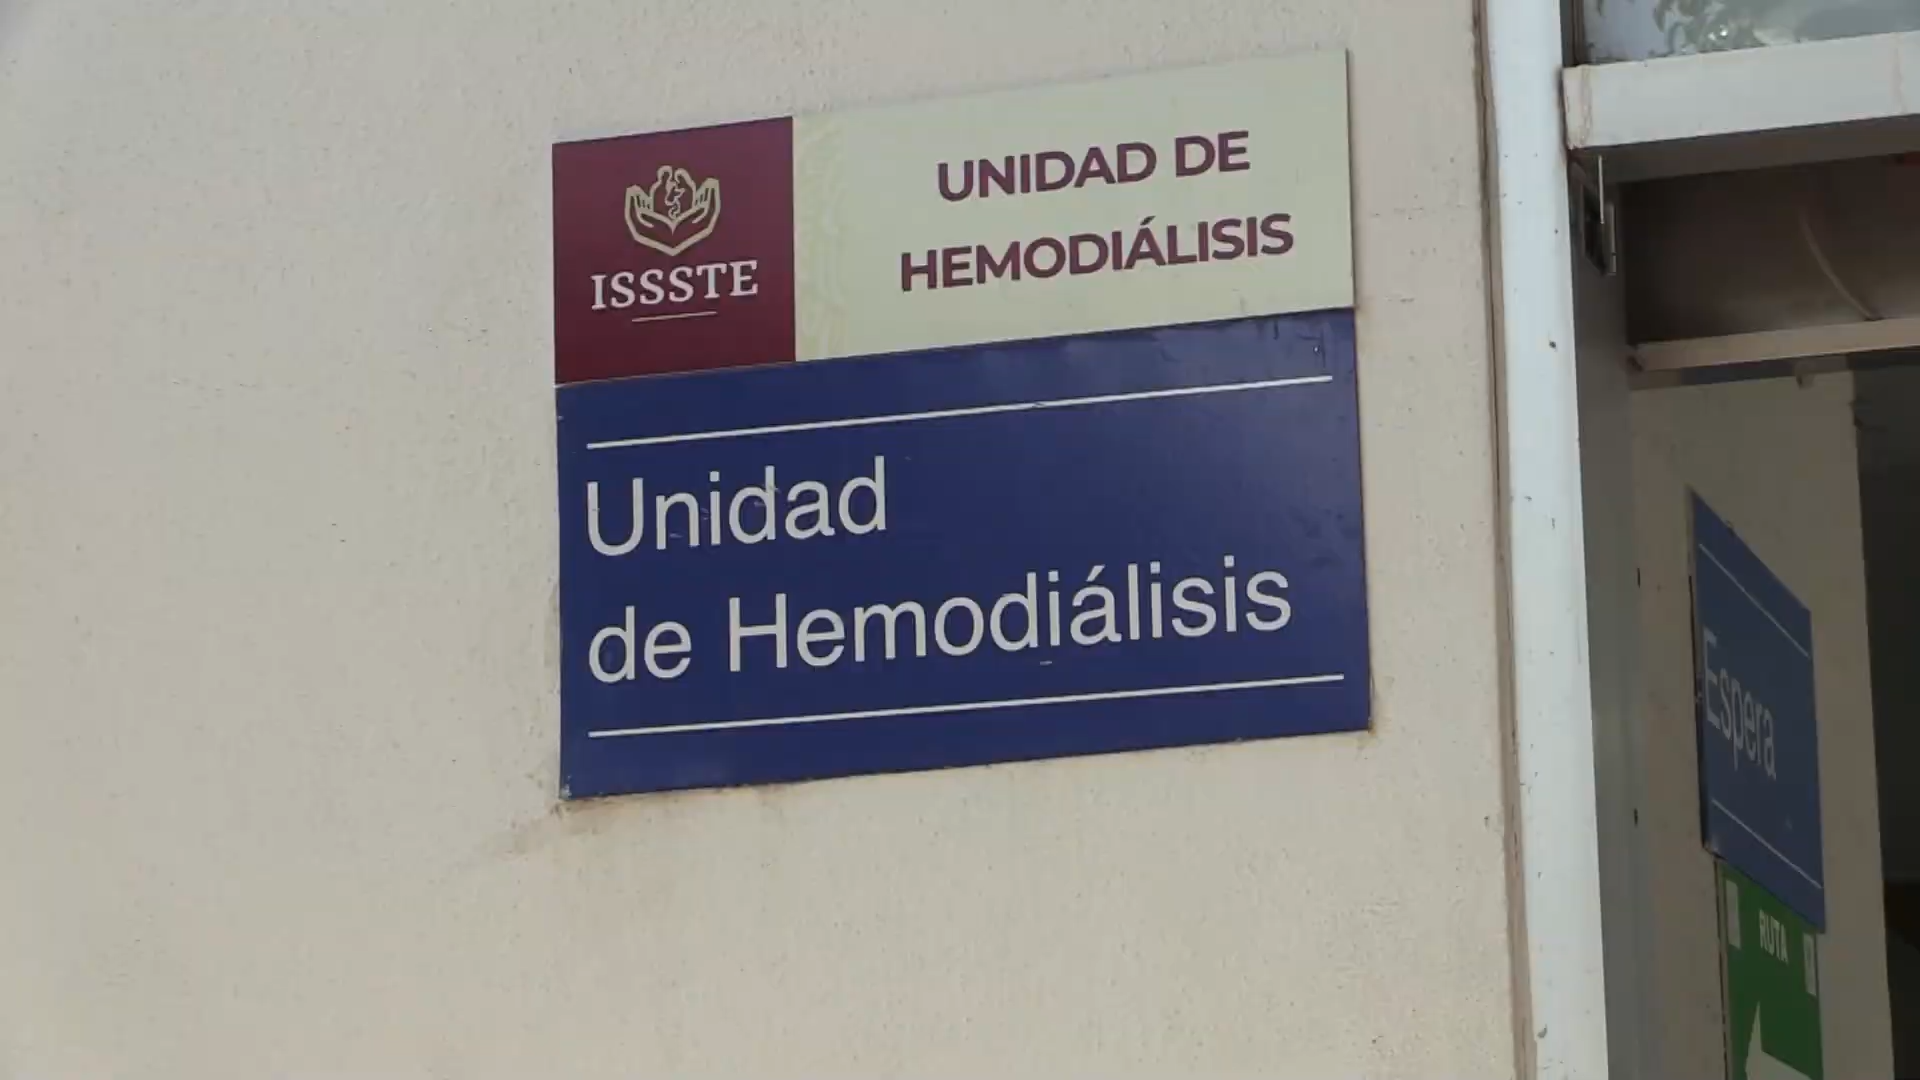 ISSSTE
UNIDAD DE
HEMODIÁLISIS
Unidad
de Hemodiálisis
Espera
RUTA